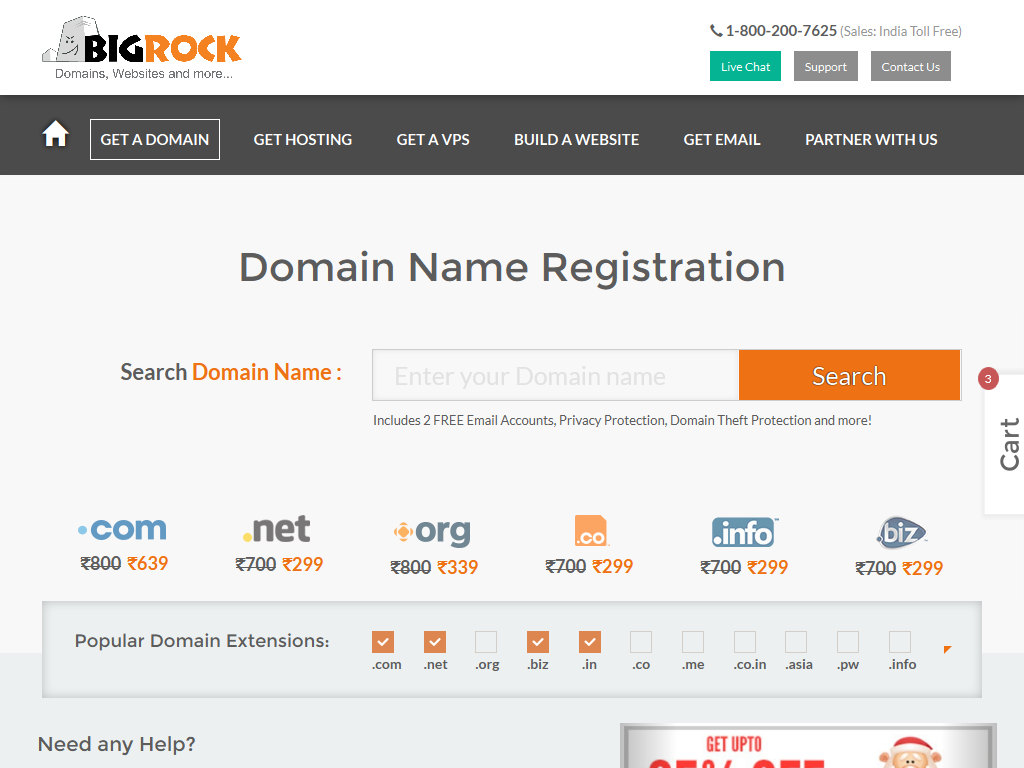 BIGROCK
Domains, Websites and more...
1-800-200-7625 (Sales: India Toll Free)
Live Chat Support Contact Us
GET A DOMAIN GET HOSTING GET A VPS BUILD A WEBSITE GET EMAIL PARTNER WITH US
Domain Name Registration
Search Domain Name :
Enter your Domain name Search
Includes 2 FREE Email Accounts, Privacy Protection, Domain Theft Protection and more!
3
Cart
.com .net .org .co .info .biz
₹800 ₹639 ₹700 ₹299 ₹800 ₹339 ₹700 ₹299 ₹700 ₹299 ₹700 ₹299
Popular Domain Extensions:
.com .net .org .biz .in .co .me .co.in .asia .pw .info
Need any Help?
GET UPTO